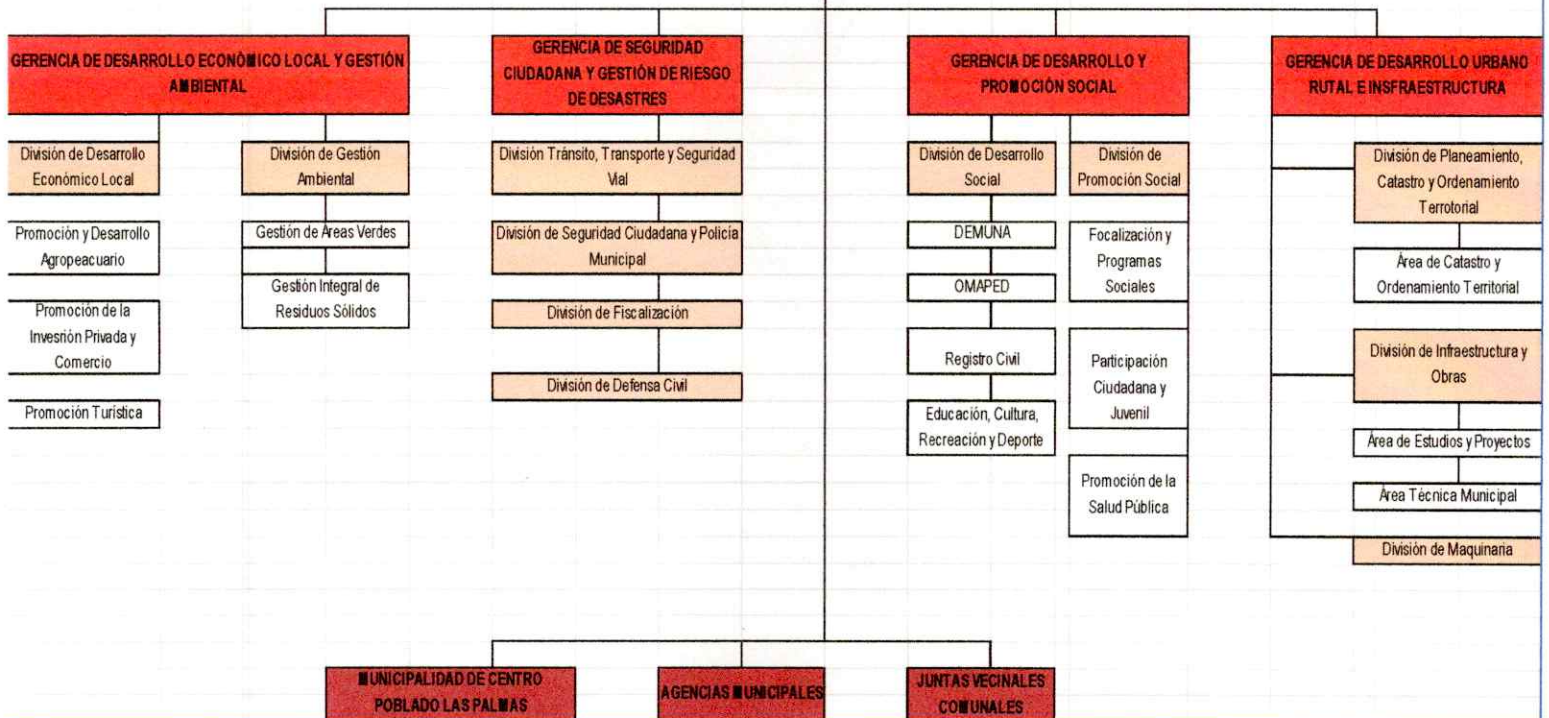 GERENCIA DE DESARROLLO ECONÓMICO LOCAL Y GESTIÓN
AMBIENTAL
División de Desarrollo
Económico Local
Promoción y Desarrollo
Agropeacuario
Promoción de la
Invesrión Privada y
Comercio
Promoción Turística
División de Gestión
Ambiental
Gestión de Áreas Verdes
Gestión Integral de
Residuos Sólidos
GERENCIA DE SEGURIDAD
CIUDADANA Y GESTIÓN DE RIESGO
DE DESASTRES
División Tránsito, Transporte y Seguridad
Vial
División de Seguridad Ciudadana y Policía
Municipal
División de Fiscalización
División de Defensa Civil
GERENCIA DE DESARROLLO Y
PROMOCIÓN SOCIAL
División de Desarrollo
Social
DEMUNA
OMAPED
Registro Civil
Educación, Cultura,
Recreación y Deporte
División de
Promoción Social
Focalización y
Programas
Sociales
Participación
Ciudadana y
Juvenil
Promoción de la
Salud Pública
GERENCIA DE DESARROLLO URBANO
RUTAL E INSFRAESTRUCTURA
División de Planeamiento,
Catastro y Ordenamiento
Terrotorial
Área de Catastro y
Ordenamiento Territorial
División de Infraestructura y
Obras
Área de Estudios y Proyectos
Área Técnica Municipal
División de Maquinaria
MUNICIPALIDAD DE CENTRO
POBLADO LAS PALMAS
AGENCIAS MUNICIPALES
JUNTAS VECINALES
COMUNALES